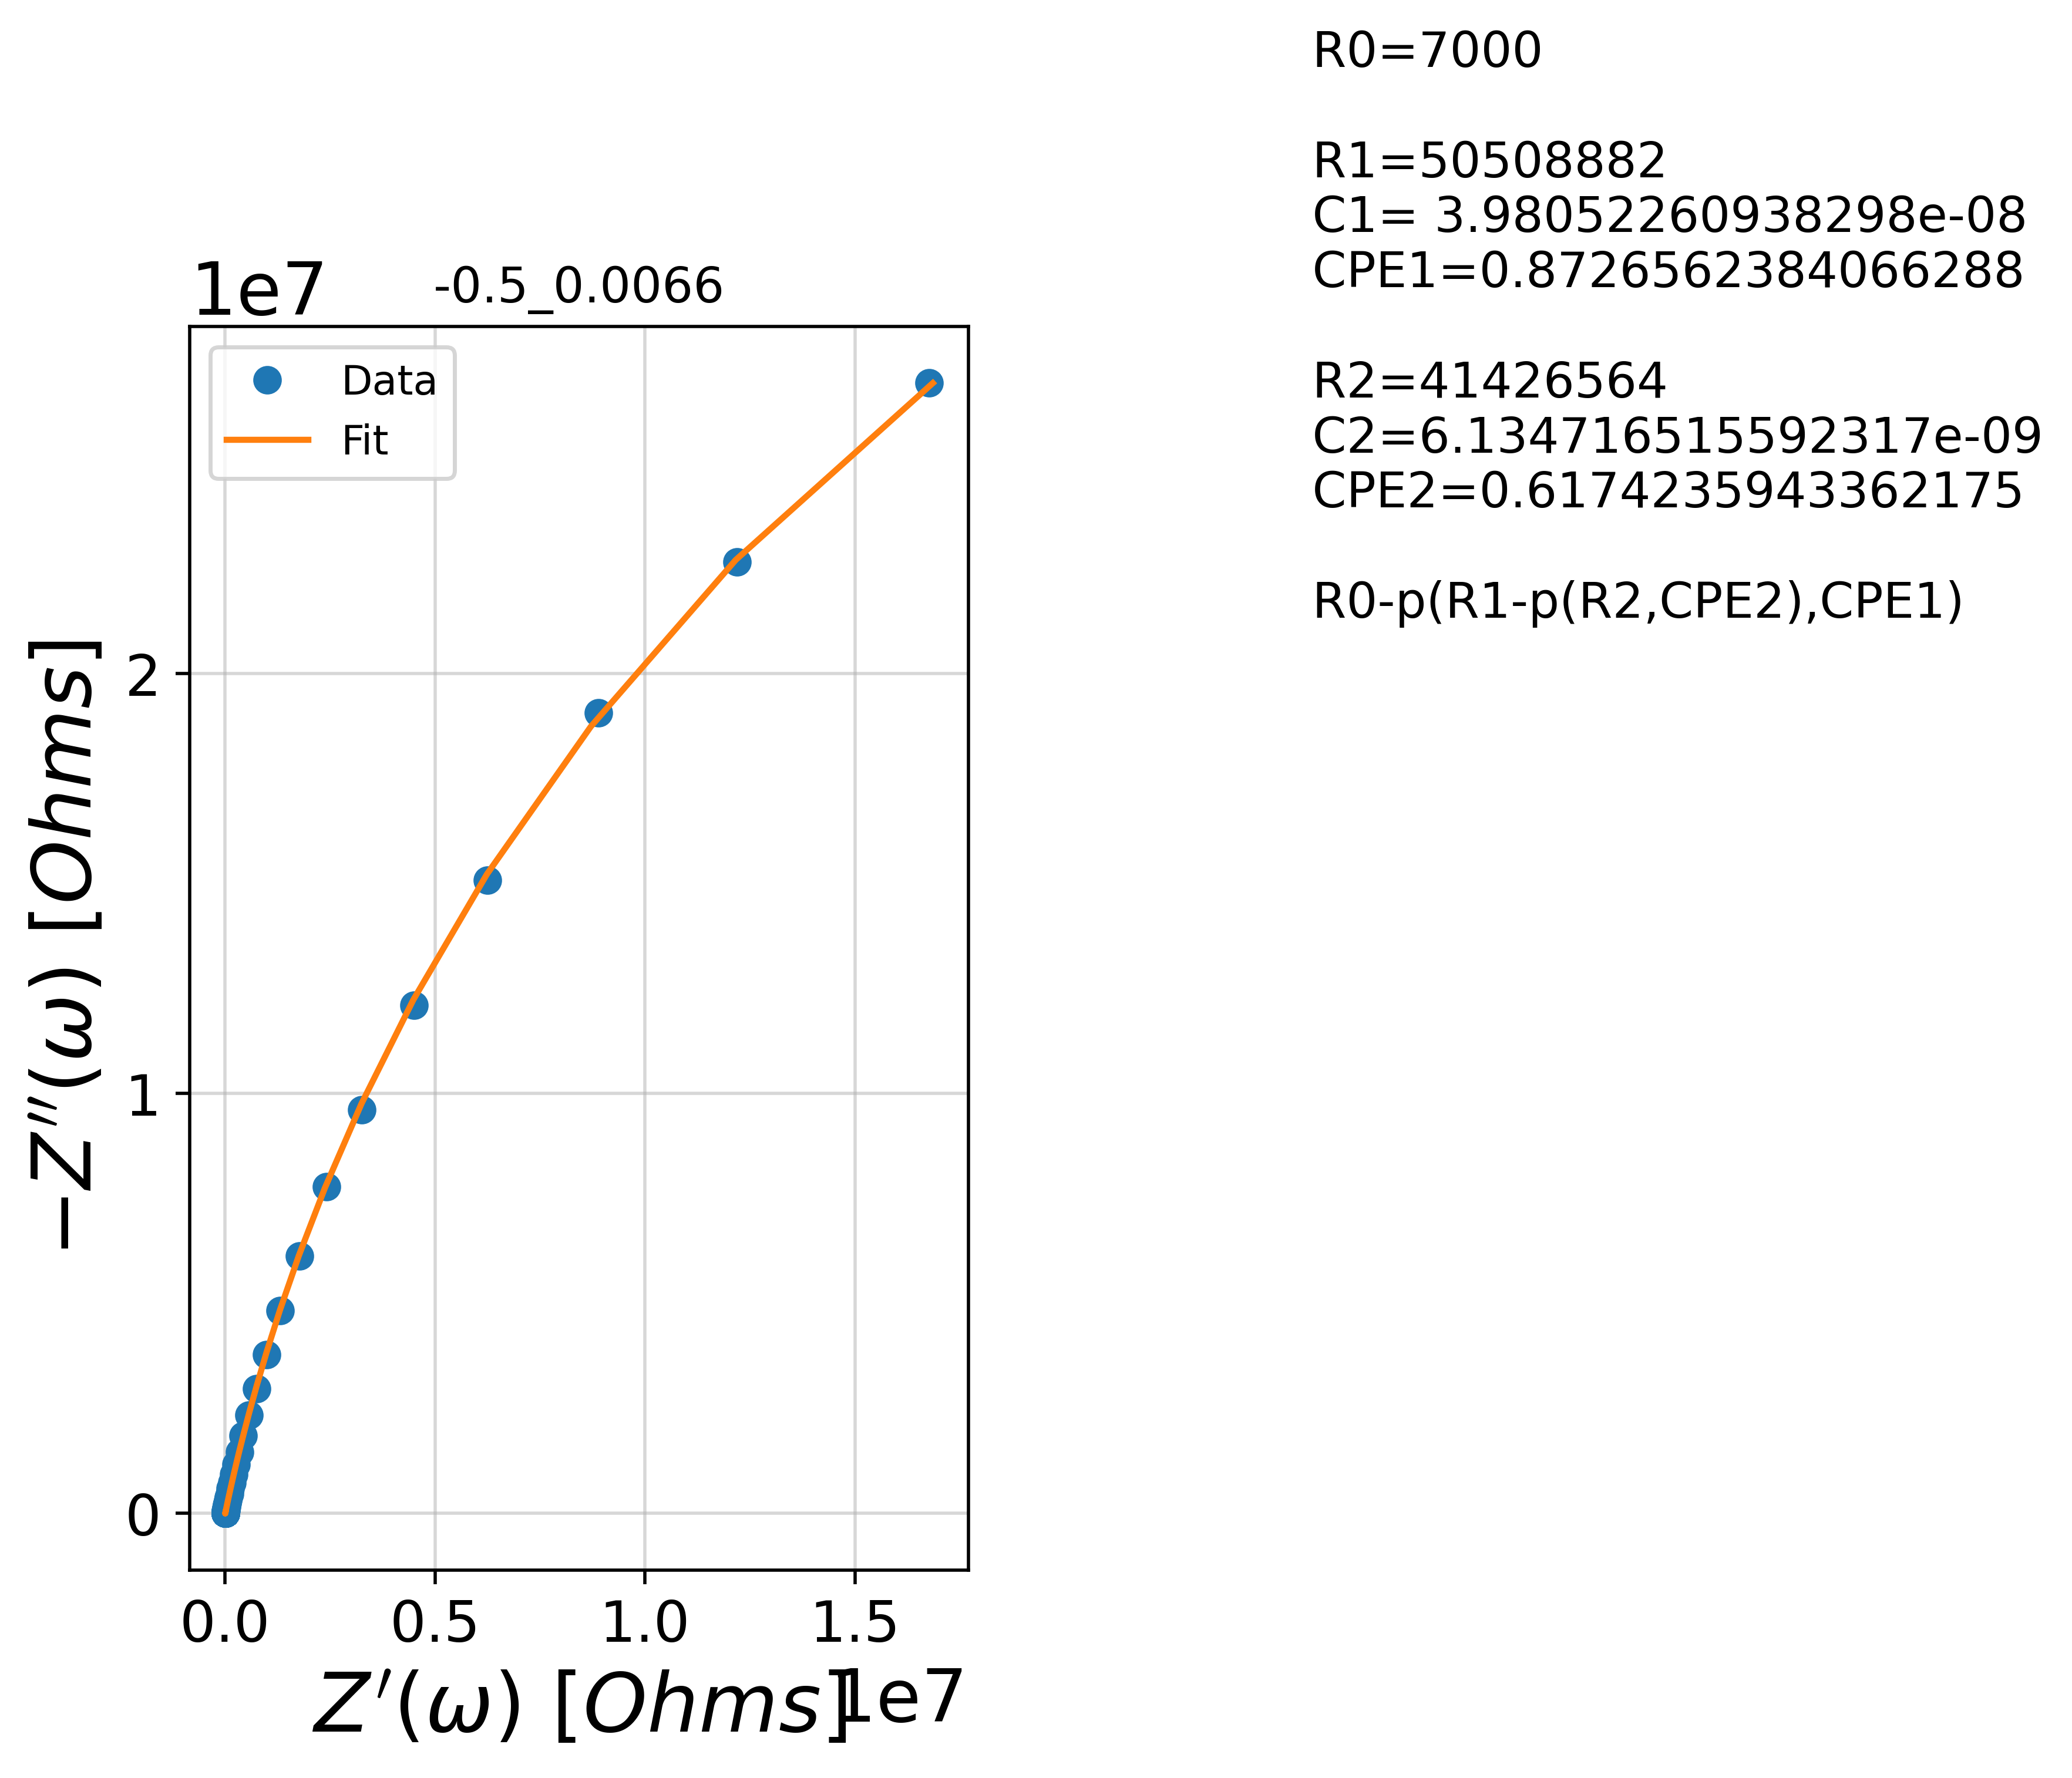 R0=7000
R1=50508882
C1= 3.98052260938298e-08
CPE1=0.8726562384066288
R2=41426564
C2=6.134716515592317e-09
CPE2=0.6174235943362175
R0-p(R1-p(R2,CPE2),CPE1)
1e7
-0.5_0.0066
Data
Fit
2
1
0
−Z″(ω) [Ohms]
0.0 0.5 1.0 1.5
Z′(ω) [Ohms]
1e7